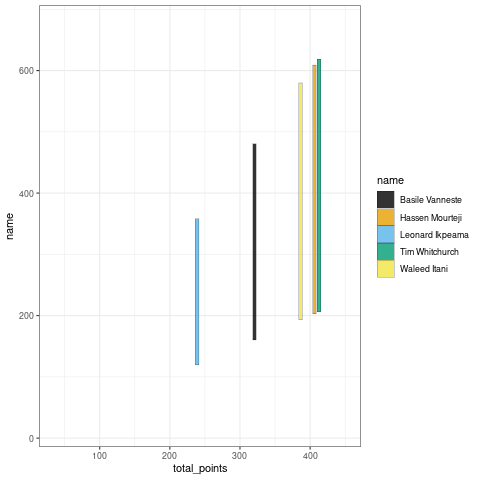 600
400
200
0
100
200
300
400
total_points
name
name
Basile Vanneste
Hassen Mourteji
Leonard Ikpeama
Tim Whitchurch
Waleed Itani